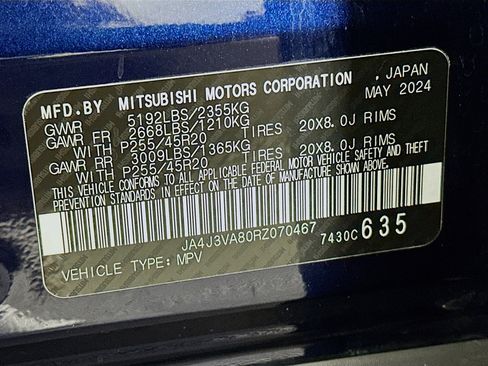 MFD.BY MITSUBISHI MOTORS CORPORATION , JAPAN
GVWR 5192LBS/2355KG MAY 2024
GAWR FR 2668LBS/1210KG
WITH P255/45R20 TIRES 20X8.0J RIMS
GAWR RR 3009LBS/1365KG
WITH P255/45R20 TIRES 20X8.0J RIMS
THIS VEHICLE CONFORMS TO ALL APPLICABLE FEDERAL MOTOR VEHICLE SAFETY AND THEFT
PREVENTION STANDARDS IN EFFECT ON THE DATE OF MANUFACTURE SHOWN ABOVE.
JA4J3VA80RZ070467
7430C 635
VEHICLE TYPE: MPV